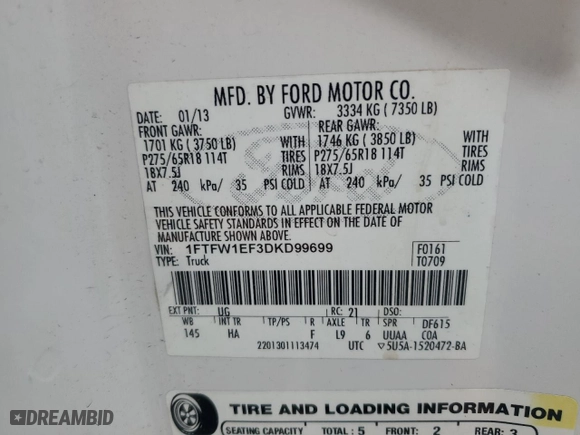 MFD. BY FORD MOTOR CO.
DATE: 01/13 GVWR: 3334 KG (7350 LB)
FRONT GAWR: REAR GAWR:
1701 KG (3750 LB) WITH 1746 KG (3850 LB) WITH
P275/65R18 114T TIRES P275/65R18 114T TIRES
18X7.5J RIMS 18X7.5J RIMS
AT 240 kPa/ 35 PSI COLD AT 240 kPa/ 35 PSI COLD
THIS VEHICLE CONFORMS TO ALL APPLICABLE FEDERAL MOTOR
VEHICLE SAFETY STANDARDS IN EFFECT ON THE DATE OF
MANUFACTURE SHOWN ABOVE.
VIN: 1FTFW1EF3DKD99699 F0161
TYPE: Truck T0709
EXT PNT: UG RC: 21 DSO:
WB INT TR TP/PS R AXLE TR SPR DF615
145 HA F L9 6 UUAA COA
2201301113474 UTC ▽5U5A-1520472-BA
TIRE AND LOADING INFORMATION
SEATING CAPACITY TOTAL : 5 FRONT: 2 REAR: 3
DREAMBID